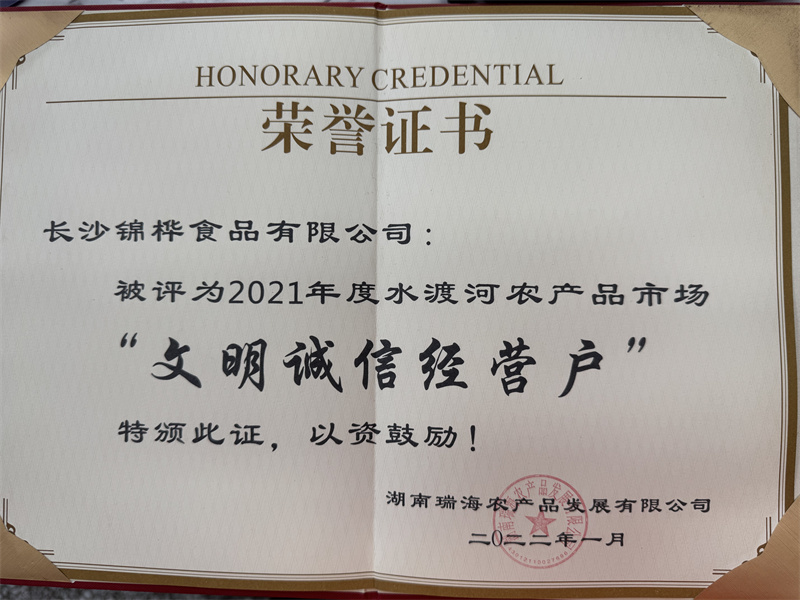 HONORARY CREDENTIAL
荣誉证书
长沙锦桦食品有限公司：
被评为2021年度水渡河农产品市场
“文明诚信经营户”
特颁此证，以资鼓励！
湖南瑞海农产品发展有限公司
二0二二年一月